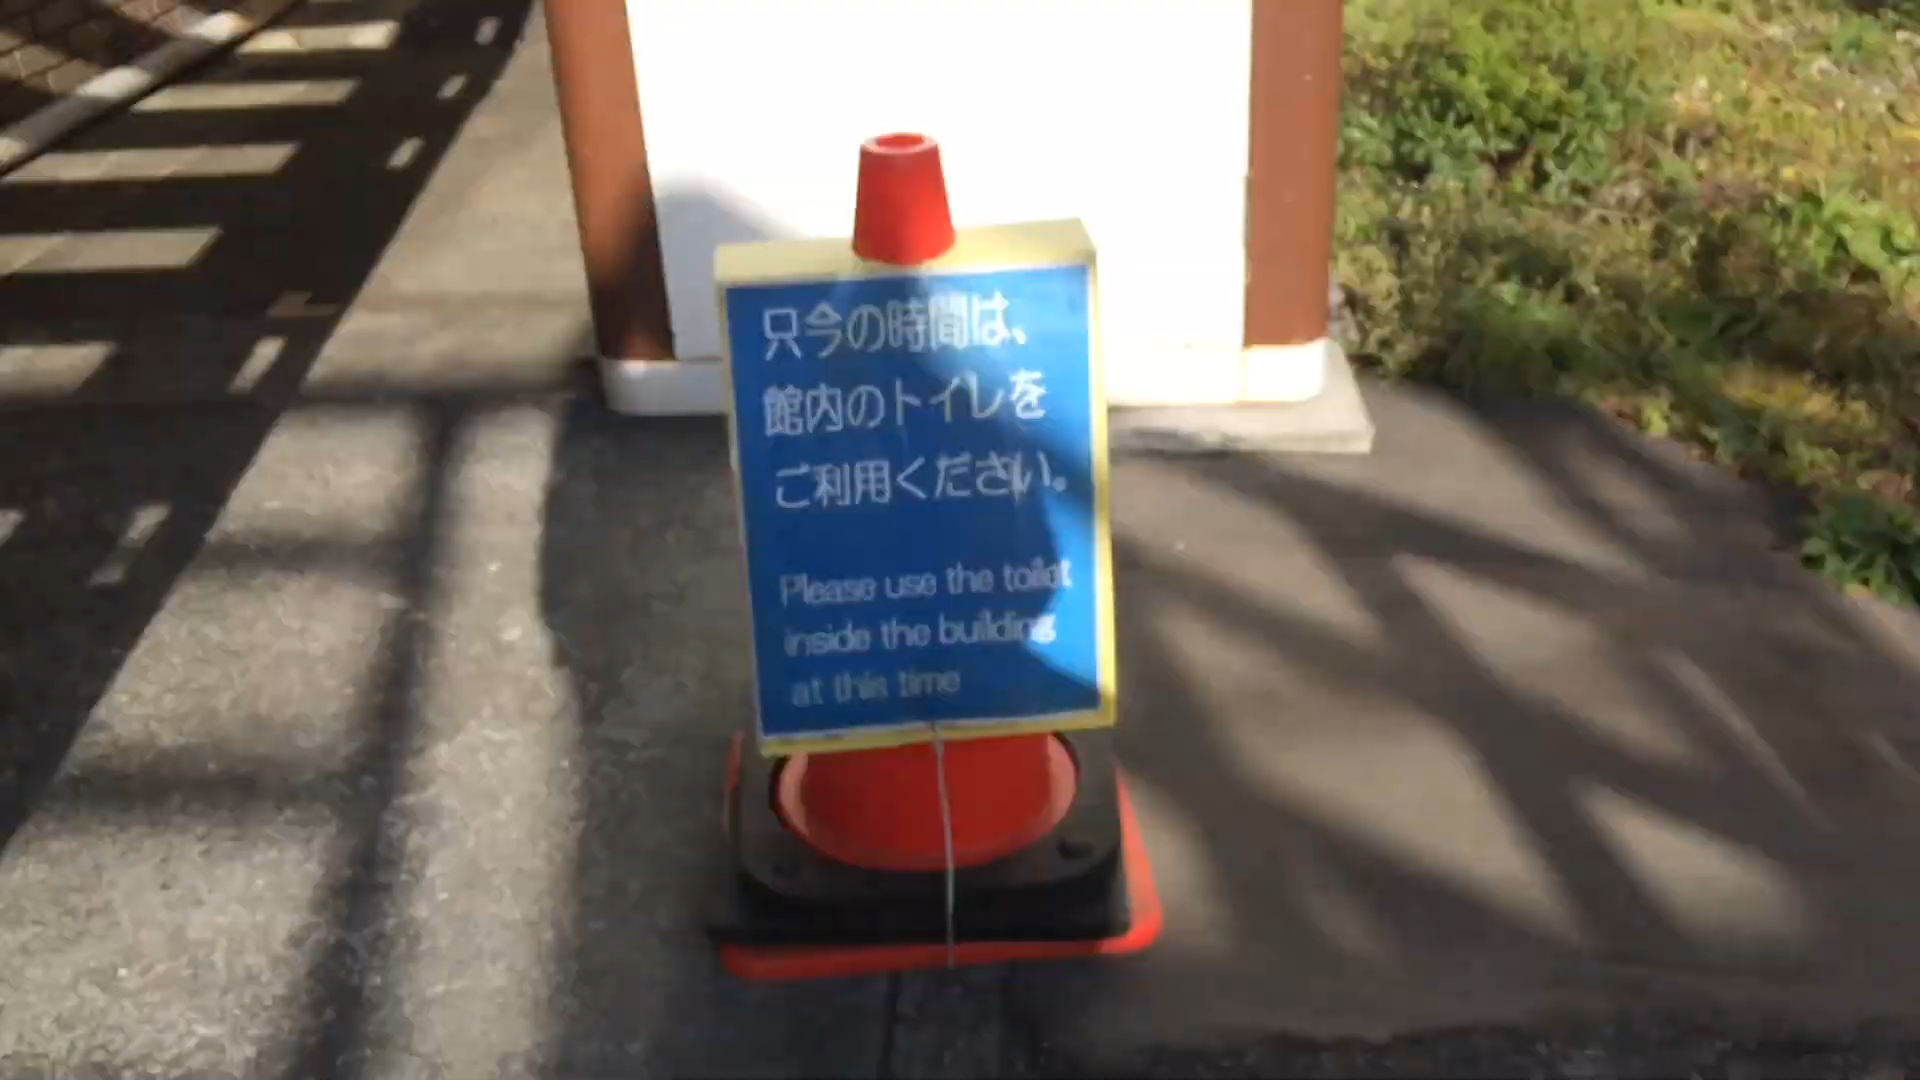 只今の時間は、
館内のトイレを
ご利用ください。
Please use the toilet
inside the building
at this time